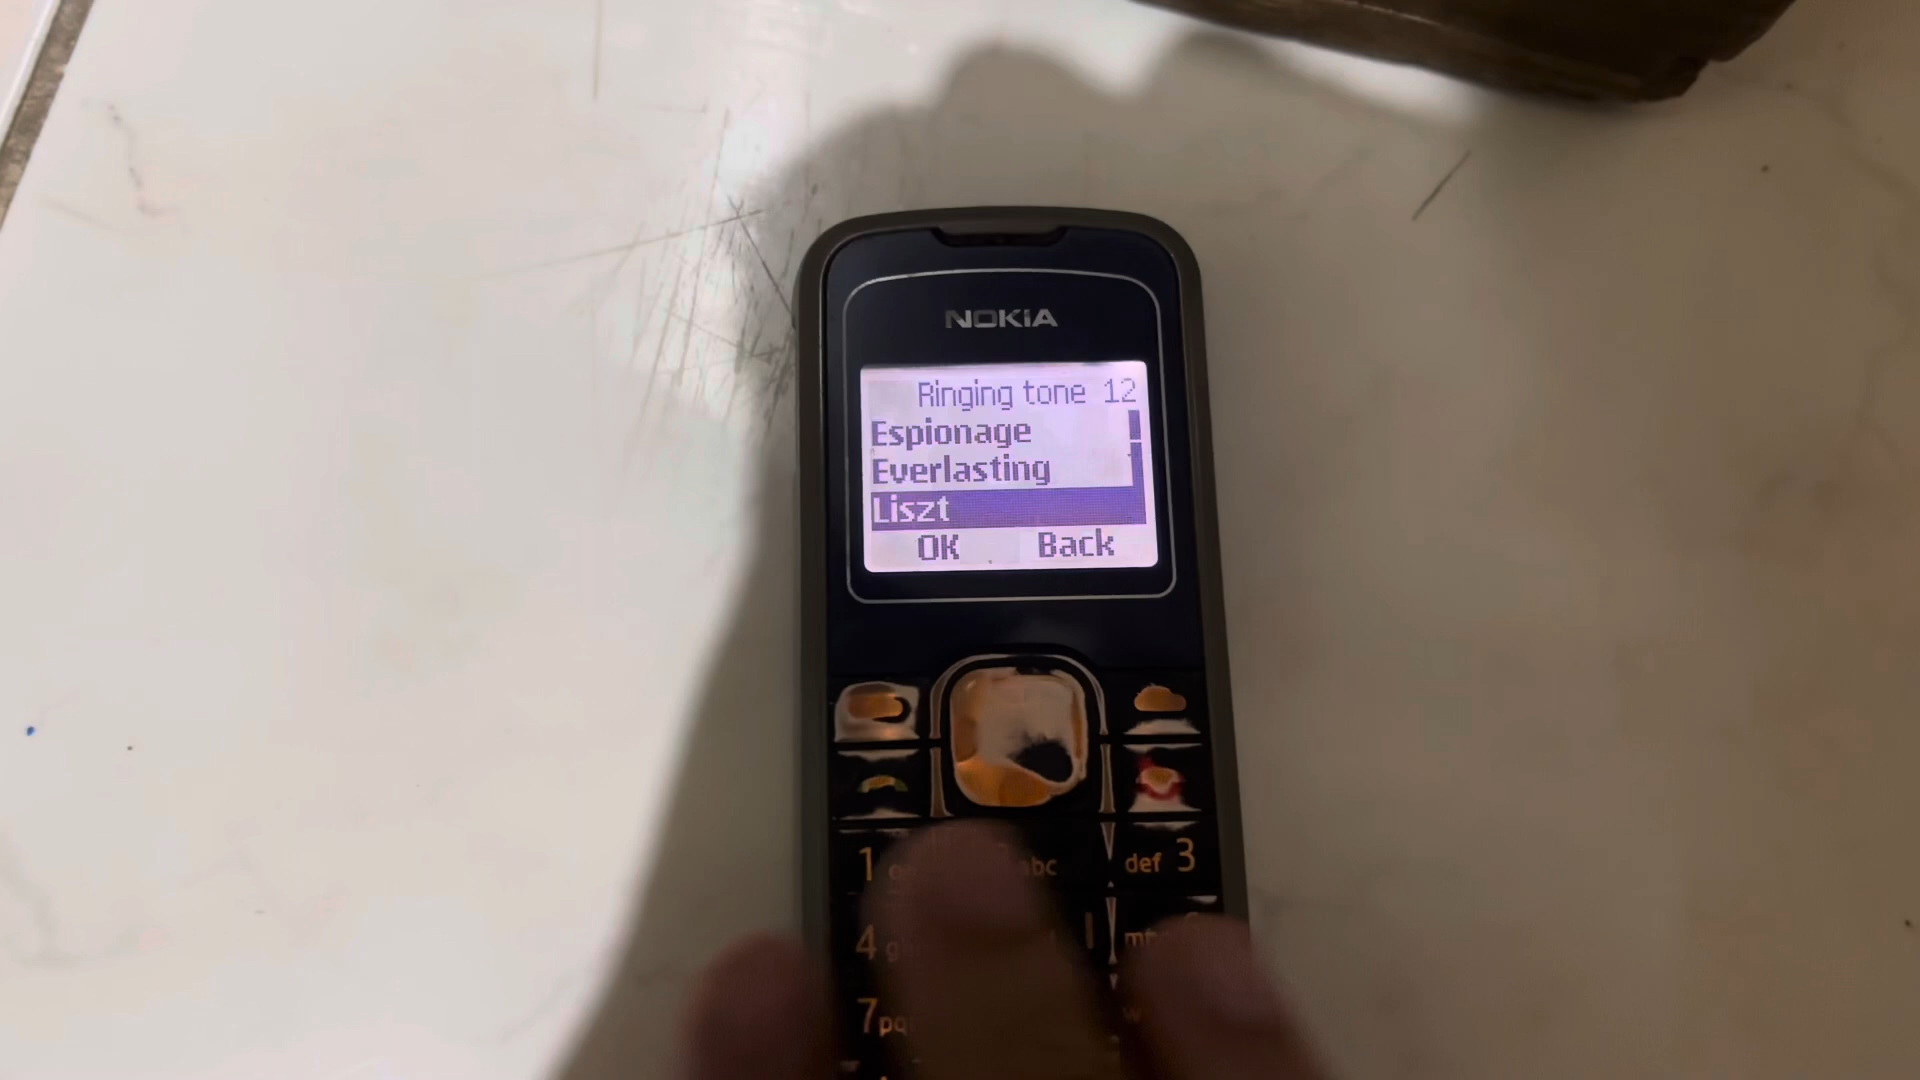 NOKIA
Ringing tone 12
Espionage
Everlasting
Liszt
OK Back
1 abc def 3
4
7